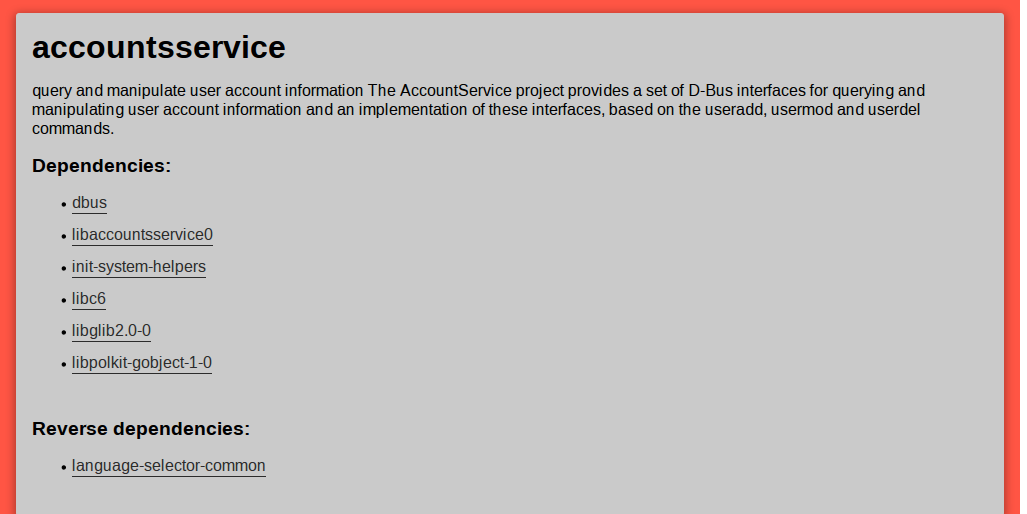 accountsservice
query and manipulate user account information The AccountService project provides a set of D-Bus interfaces for querying and
manipulating user account information and an implementation of these interfaces, based on the useradd, usermod and userdel
commands.
Dependencies:
• dbus
• libaccountsservice0
• init-system-helpers
• libc6
• libglib2.0-0
• libpolkit-gobject-1-0
Reverse dependencies:
• language-selector-common